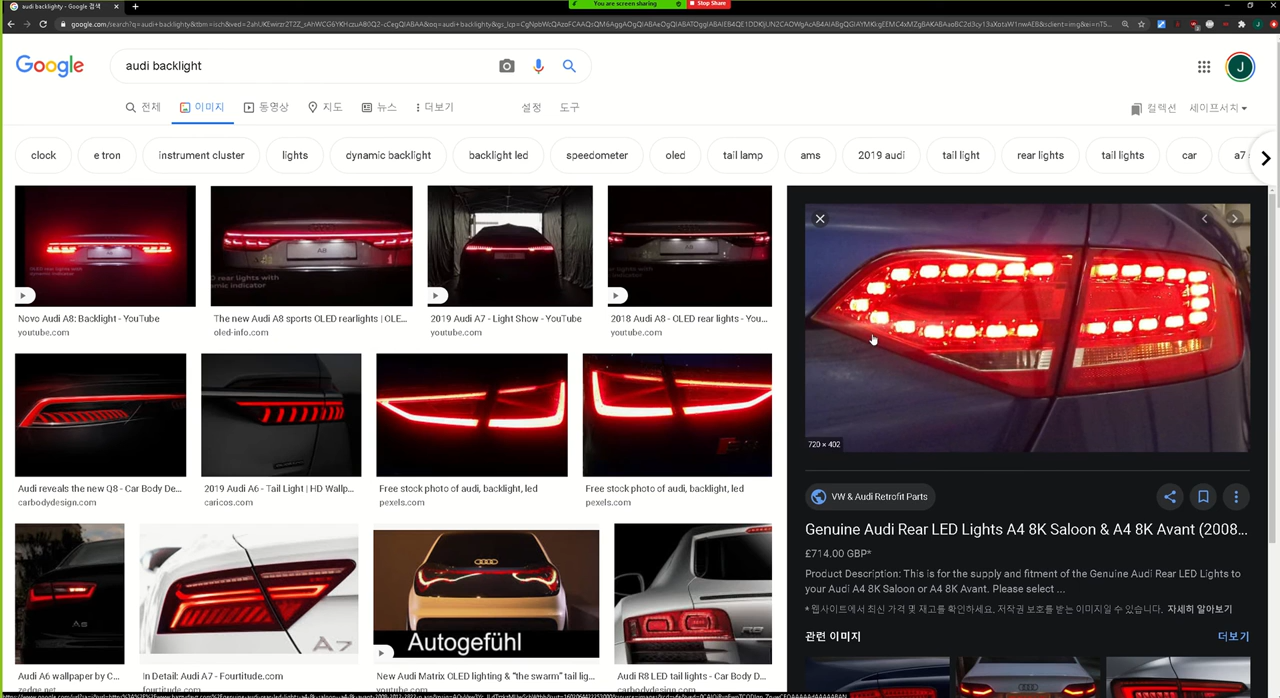 audi backlighty - Google 검색
You are screen sharing
Stop Share
Google
audi backlight
J
전체
이미지
동영상
지도
뉴스
더보기
설정
도구
컬렉션
세이프서치
clock
e tron
instrument cluster
lights
dynamic backlight
backlight led
speedometer
oled
tail lamp
ams
2019 audi
tail light
rear lights
tail lights
car
a7
Novo Audi A8: Backlight - YouTube
youtube.com
The new Audi A8 sports OLED rearlights | OLE...
oled-info.com
2019 Audi A7 - Light Show - YouTube
youtube.com
2018 Audi A8 - OLED rear lights - You...
youtube.com
Audi reveals the new Q8 - Car Body De...
carbodydesign.com
2019 Audi A6 - Tail Light | HD Wallp...
caricos.com
Free stock photo of audi, backlight, led
pexels.com
Free stock photo of audi, backlight, led
pexels.com
A7
Autogefühl
R8
Audi A6 wallpaper by C...
zedge.net
In Detail: Audi A7 - Fourtitude.com
fourtitude.com
New Audi Matrix OLED lighting & "the swarm" tail lig...
youtube.com
Audi R8 LED tail lights - Car Body D...
720 × 402
VW & Audi Retrofit Parts
Genuine Audi Rear LED Lights A4 8K Saloon & A4 8K Avant (2008...
£714.00 GBP*
Product Description: This is for the supply and fitment of the Genuine Audi Rear LED Lights to
your Audi A4 8K Saloon or A4 8K Avant. Please select ...
* 웹사이트에서 최신 가격 및 재고를 확인하세요. 저작권 보호를 받는 이미지일 수 있습니다. 자세히 알아보기
관련 이미지
더보기